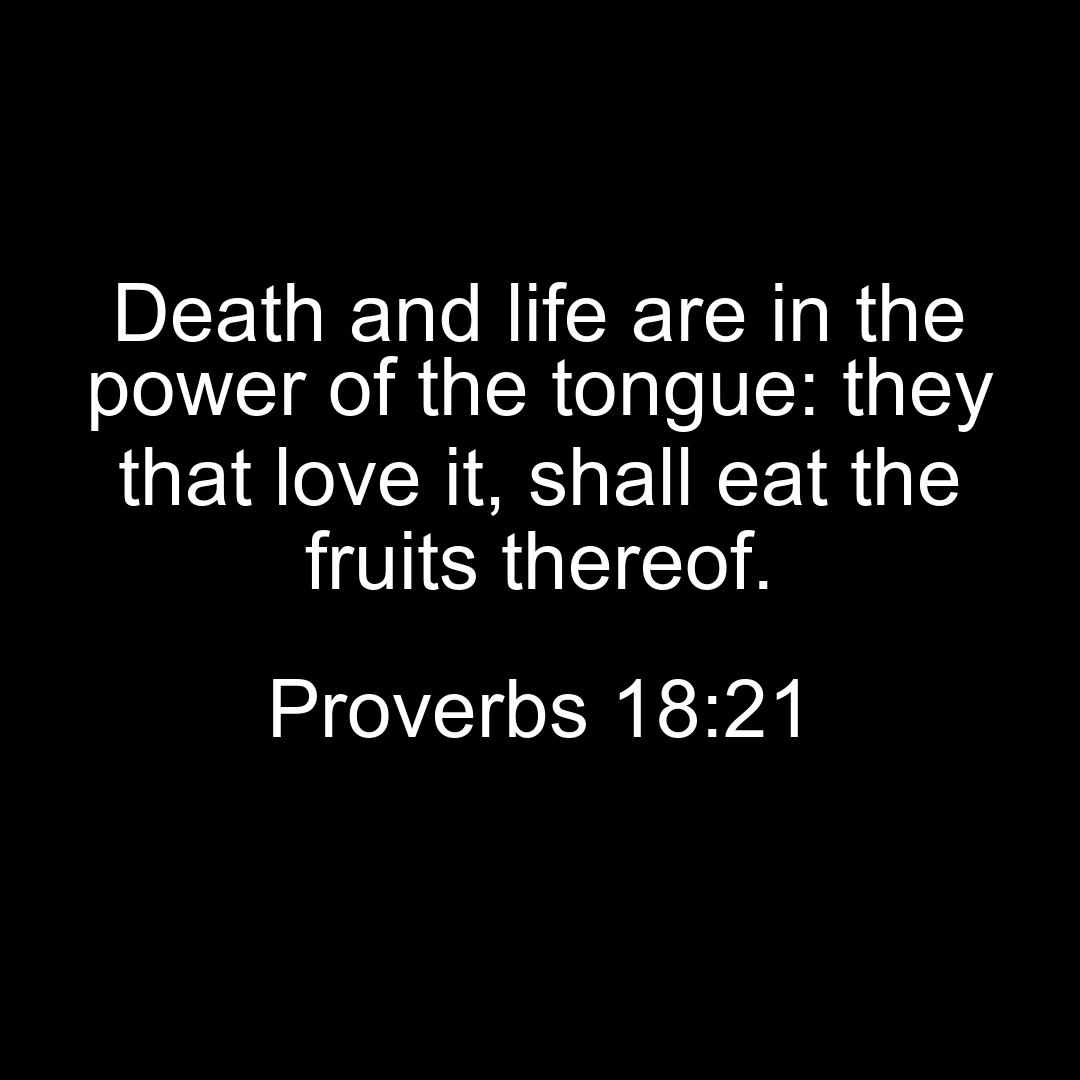 Death and life are in the
power of the tongue: they
that love it, shall eat the
fruits thereof.
Proverbs 18:21